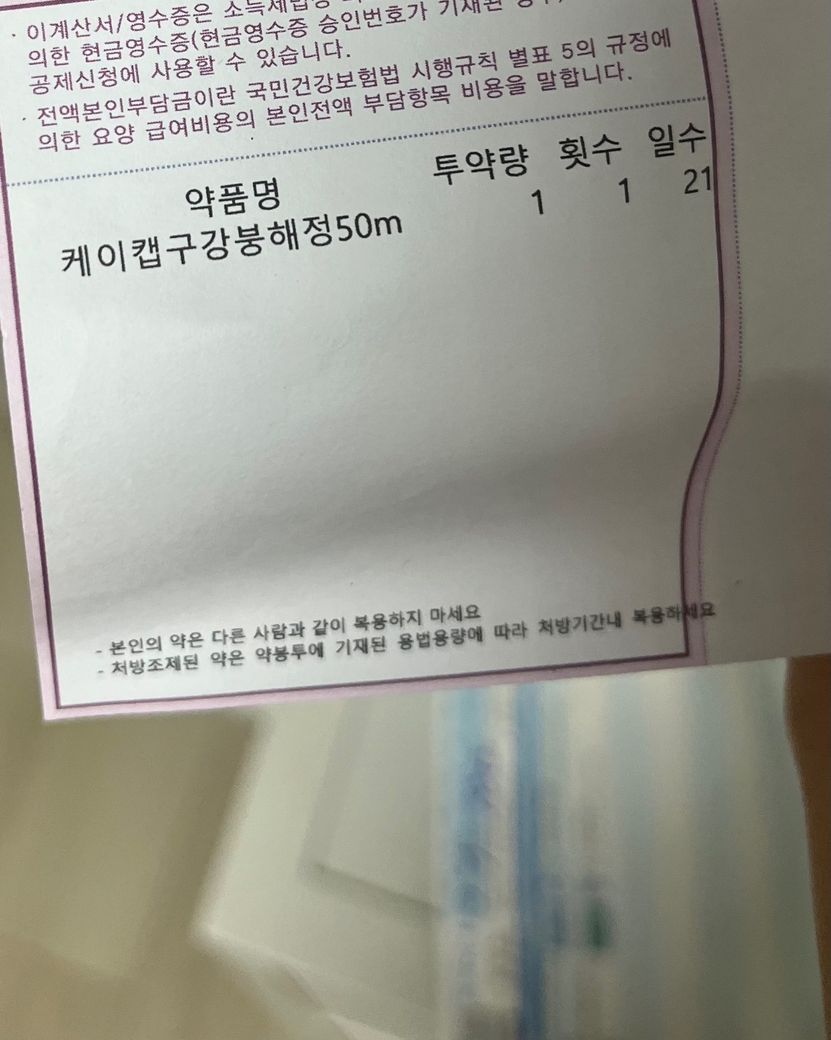 · 이계산서/영수증은 소득세법상
의한 현금영수증(현금영수증 승인번호가 기재된
공제신청에 사용할 수 있습니다.
· 전액본인부담금이란 국민건강보험법 시행규칙 별표 5의 규정에
의한 요양 급여비용의 본인전액 부담항목 비용을 말합니다.
약품명 투약량 횟수 일수
케이캡구강붕해정50m 1 1 21
- 본인의 약은 다른 사람과 같이 복용하지 마세요
- 처방조제된 약은 약봉투에 기재된 용법용량에 따라 처방기간내 복용하세요